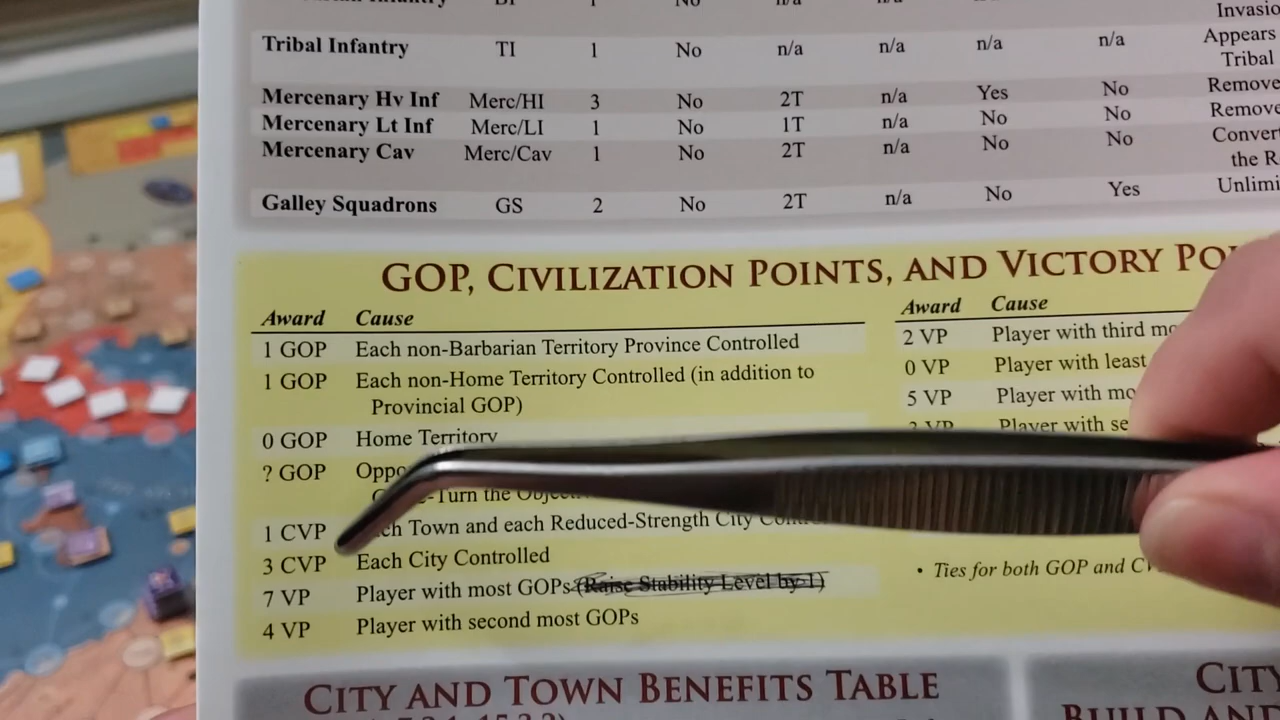 No n/a n/a Invasio
Tribal Infantry TI 1 No n/a n/a n/a n/a Appears
Tribal
Mercenary Hv Inf Merc/HI 3 No 2T n/a Yes No Remove
Mercenary Lt Inf Merc/LI 1 No 1T n/a No No Remove
Mercenary Cav Merc/Cav 1 No 2T n/a No No Convert
the R
Galley Squadrons GS 2 No 2T n/a No Yes Unlimi
GOP, Civilization Points, and Victory Po
Award Cause
1 GOP Each non-Barbarian Territory Province Controlled
1 GOP Each non-Home Territory Controlled (in addition to
Provincial GOP)
0 GOP Home Territory
? GOP Oppo
-Turn the
1 CVP Town and each Reduced-Strength City
3 CVP Each City Controlled
7 VP Player with most GOPs (Raise Stability Level by 1)
4 VP Player with second most GOPs
Award Cause
2 VP Player with third mo
0 VP Player with least
5 VP Player with mo
Player with se
• Ties for both GOP and CV
City and Town Benefits Table
City
Build and